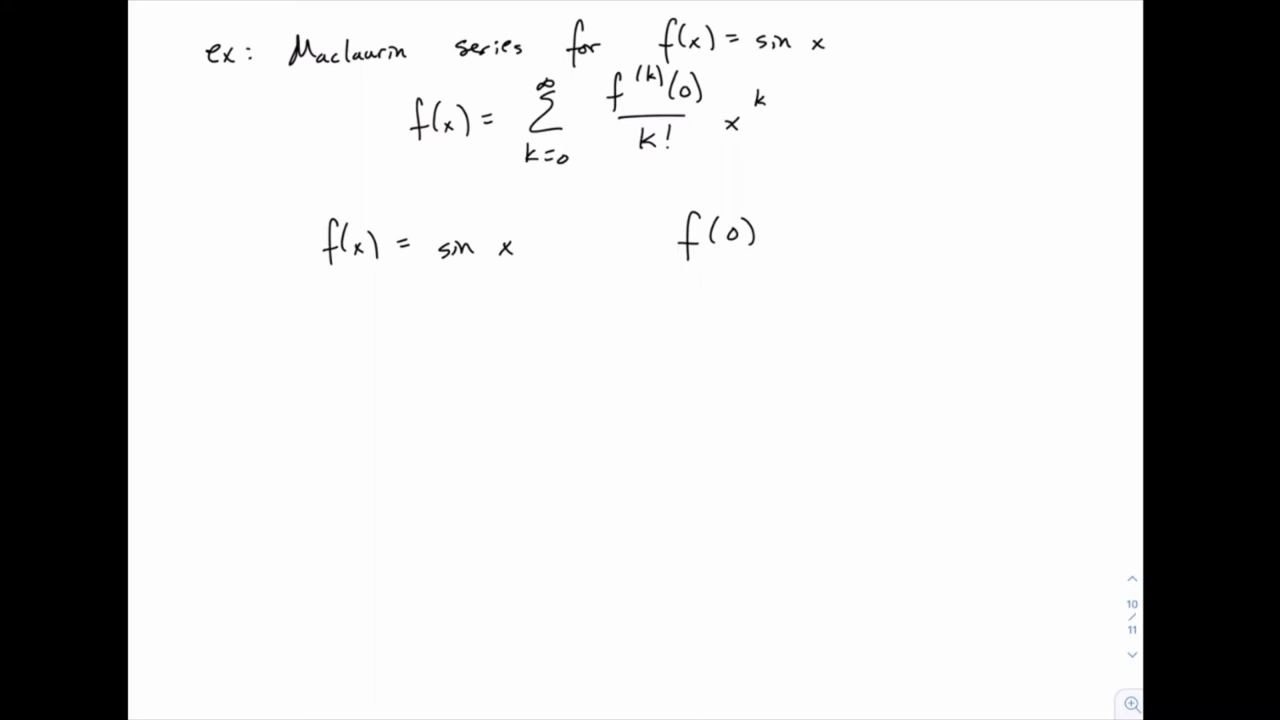 ex: Maclaurin series for f(x) = sin x
f(x) = ∞ Σ k=0 f^(k)(0) / k! x^k
f(x) = sin x f(0)
10
/
11